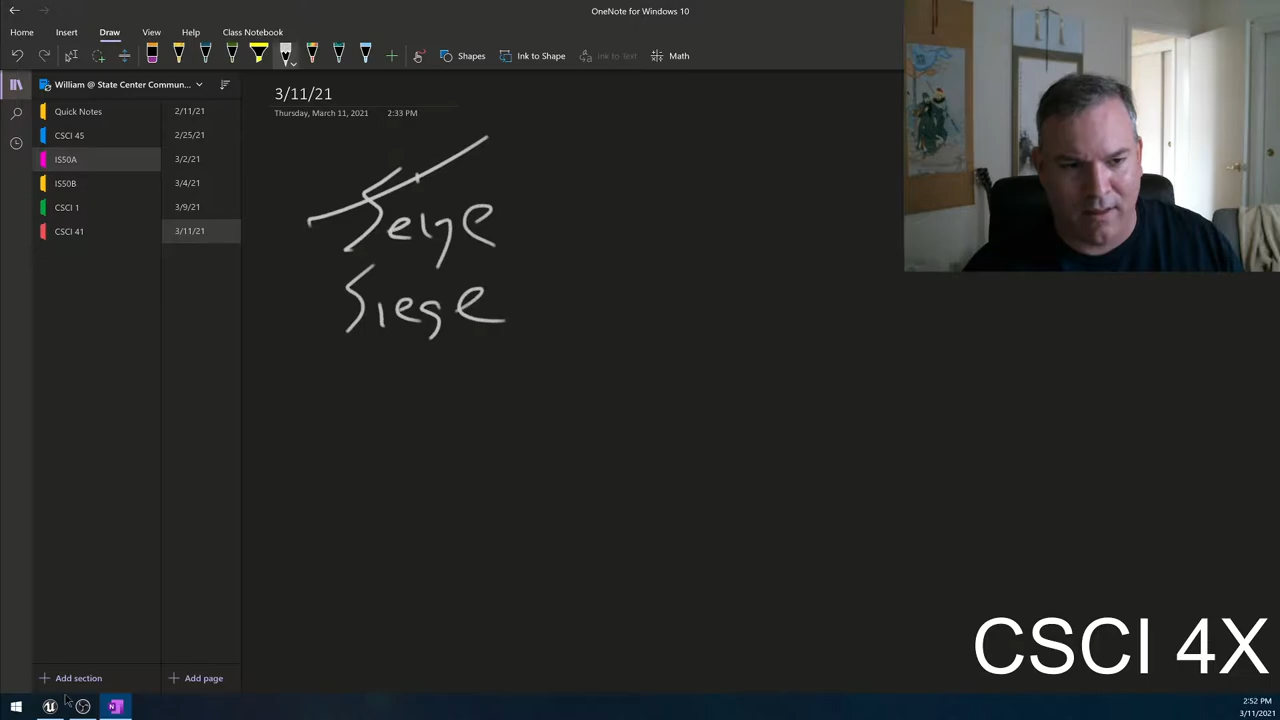 OneNote for Windows 10
Home Insert Draw View Help Class Notebook
Shapes Ink to Shape Ink to Text Math
William @ State Center Commun...
Quick Notes
CSCI 45
IS50A
IS50B
CSCI 1
CSCI 41
2/11/21
2/25/21
3/2/21
3/4/21
3/9/21
3/11/21
3/11/21
Thursday, March 11, 2021 2:33 PM
Seige
Siege
CSCI 4X
Add section
Add page
2:52 PM
3/11/2021